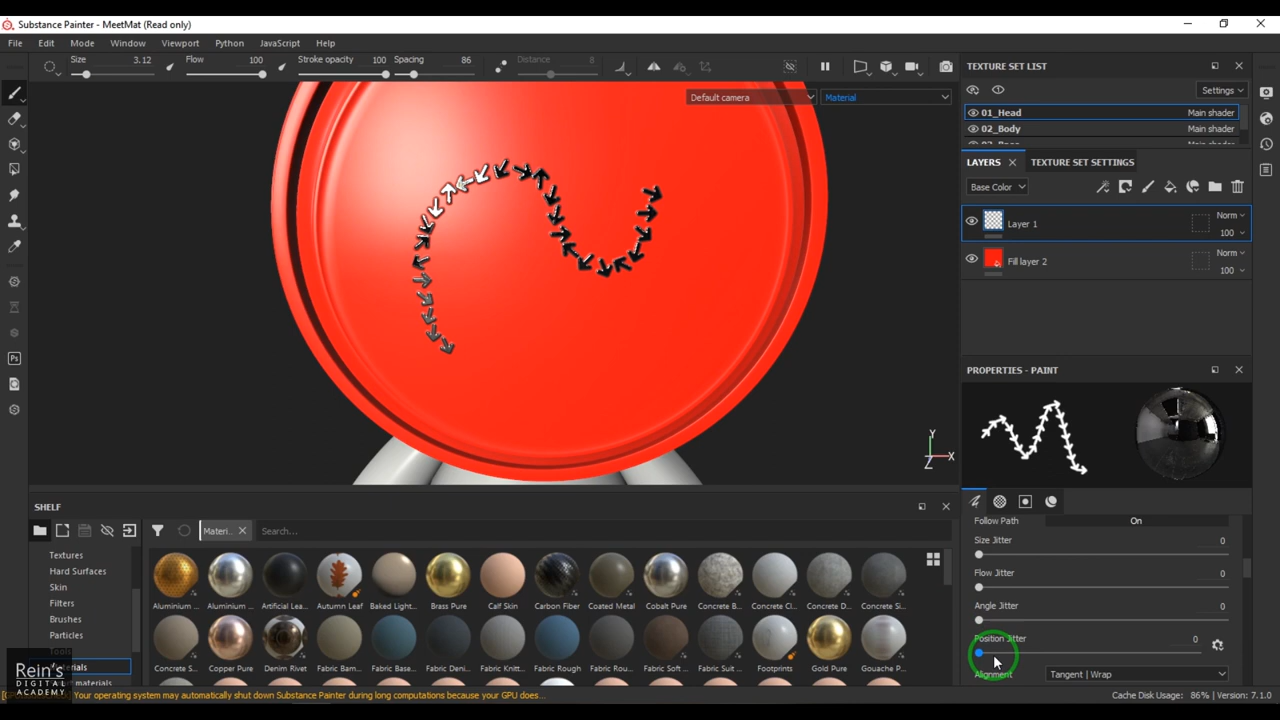 Substance Painter - MeetMat (Read only)
File Edit Mode Window Viewport Python JavaScript Help
Size 3.12 Flow 100 Stroke opacity 100 Spacing 86 Distance 8
Default camera Material
TEXTURE SET LIST
Settings
01_Head Main shader
02_Body Main shader
Main shader
LAYERS TEXTURE SET SETTINGS
Base Color
Layer 1 Norm 100
Fill layer 2 Norm 100
PROPERTIES - PAINT
Follow Path On
Size Jitter 0
Flow Jitter 0
Angle Jitter 0
Position Jitter 0
Alignment Tangent | Wrap
Y
X
Z
Ps
SHELF
Materi... Search...
Textures
Hard Surfaces
Skin
Filters
Brushes
Particles
Tools
Materials
Aluminium ... Aluminium ... Artificial Lea... Autumn Leaf Baked Light... Brass Pure Calf Skin Carbon Fiber Coated Metal Cobalt Pure Concrete B... Concrete Cl... Concrete D... Concrete Si...
Concrete S... Copper Pure Denim Rivet Fabric Bam... Fabric Base... Fabric Deni... Fabric Knitt... Fabric Rough Fabric Rou... Fabric Soft ... Fabric Suit ... Footprints Gold Pure Gouache P...
Rein's
DIGITAL
ACADEMY
Your operating system may automatically shut down Substance Painter during long computations because your GPU does...
Cache Disk Usage: 86% | Version: 7.1.0